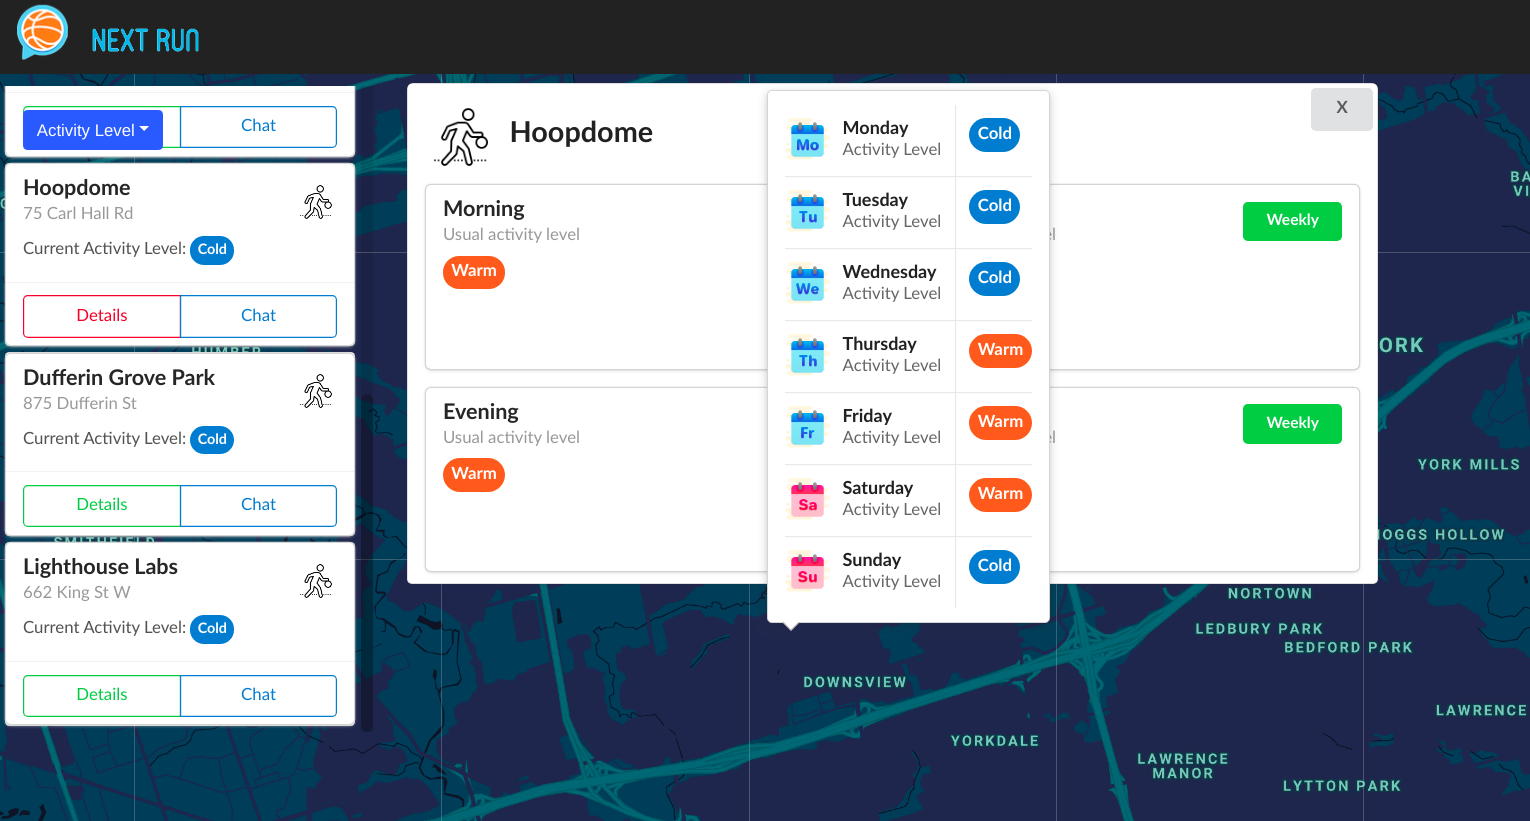 NEXT RUN
Activity Level
Chat
Hoopdome
75 Carl Hall Rd
Current Activity Level: Cold
Details
Chat
Dufferin Grove Park
875 Dufferin St
Current Activity Level: Cold
Details
Chat
Lighthouse Labs
662 King St W
Current Activity Level: Cold
Details
Chat
Hoopdome
X
Morning
Usual activity level
Warm
Weekly
Evening
Usual activity level
Warm
Weekly
Mo
Monday
Activity Level
Cold
Tu
Tuesday
Activity Level
Cold
We
Wednesday
Activity Level
Cold
Th
Thursday
Activity Level
Warm
Fr
Friday
Activity Level
Warm
Sa
Saturday
Activity Level
Warm
Su
Sunday
Activity Level
Cold
BA
VI
ORK
YORK MILLS
OGGS HOLLOW
NORTOWN
LEDBURY PARK
BEDFORD PARK
DOWNSVIEW
YORKDALE
LAWRENCE
LAWRENCE
MANOR
LYTTON PARK
HUMBER
SMITHFIELD